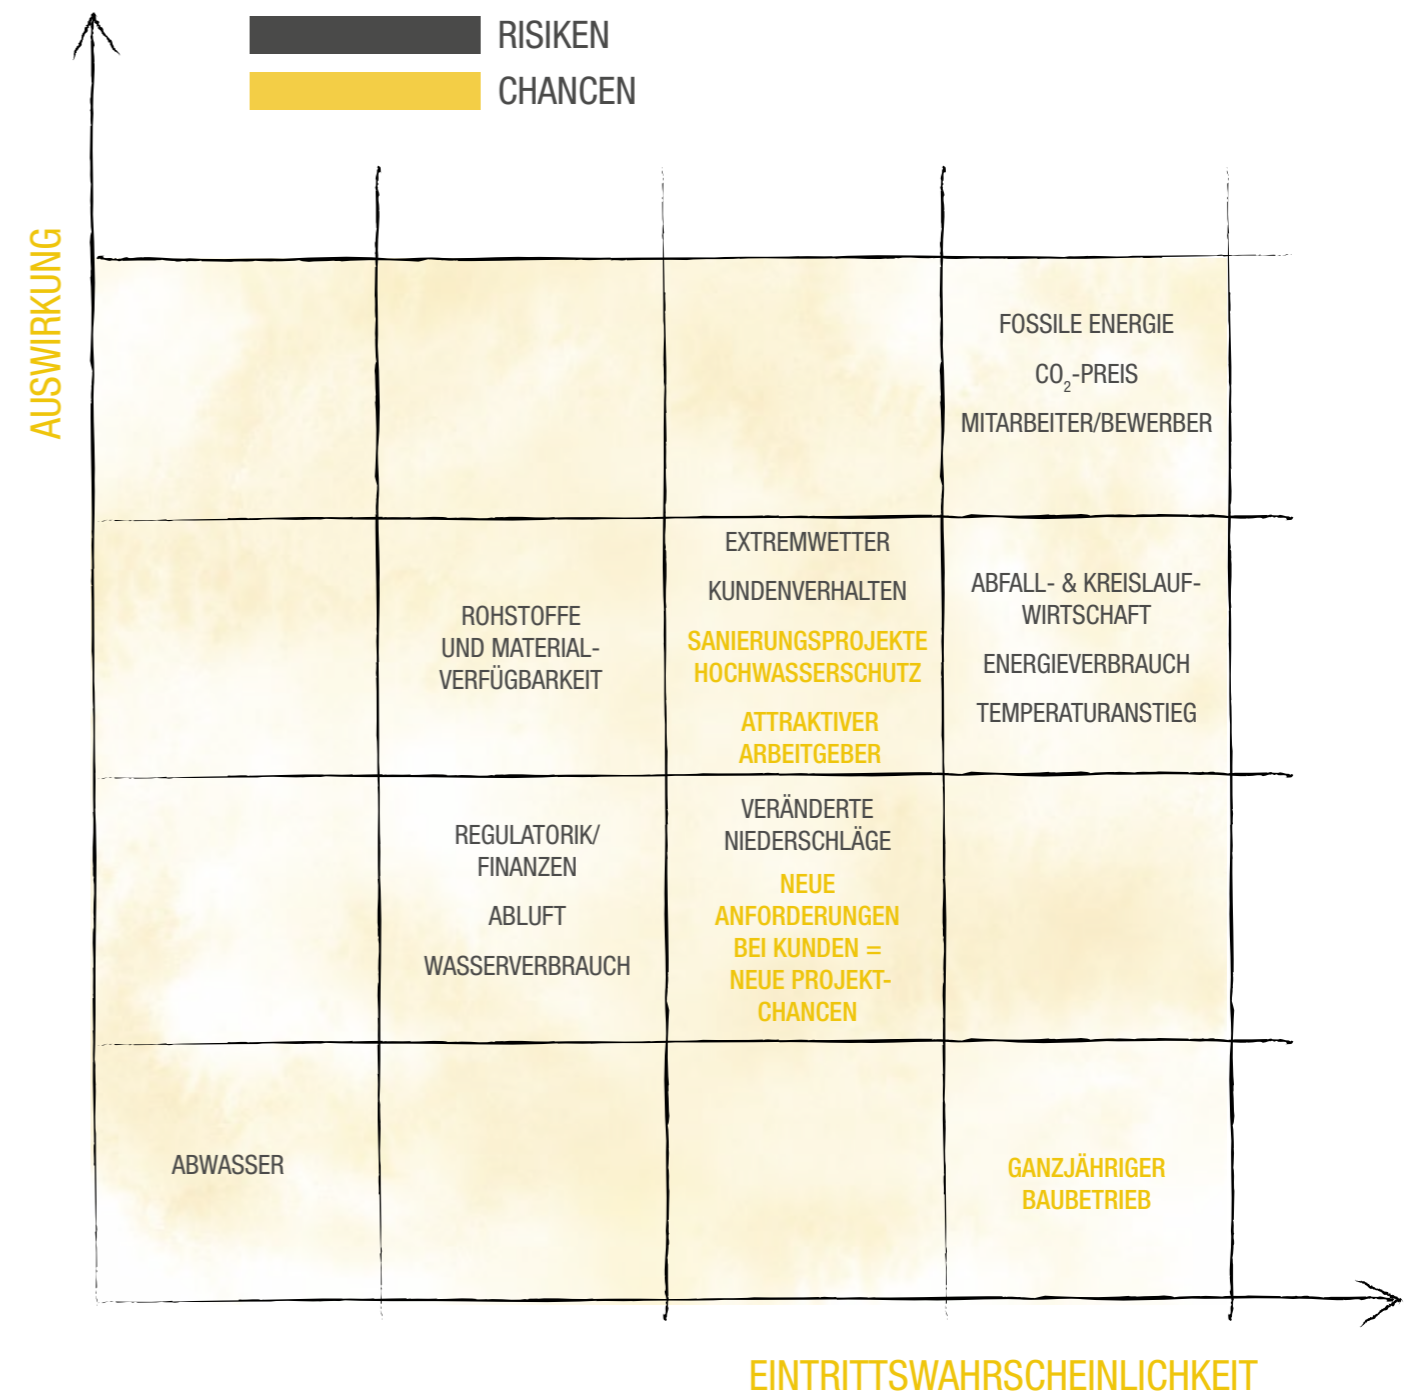 RISIKEN
CHANCEN
AUSWIRKUNG
FOSSILE ENERGIE
CO₂-PREIS
MITARBEITER/BEWERBER
ROHSTOFFE
UND MATERIAL-
VERFÜGBARKEIT
EXTREMWETTER
KUNDENVERHALTEN
SANIERUNGSPROJEKTE
HOCHWASSERSCHUTZ
ATTRAKTIVER
ARBEITGEBER
ABFALL- & KREISLAUF-
WIRTSCHAFT
ENERGIEVERBRAUCH
TEMPERATURANSTIEG
REGULATORIK/
FINANZEN
ABLUFT
WASSERVERBRAUCH
VERÄNDERTE
NIEDERSCHLÄGE
NEUE
ANFORDERUNGEN
BEI KUNDEN =
NEUE PROJEKT-
CHANCEN
ABWASSER
GANZJÄHRIGER
BAUBETRIEB
EINTRITTSWAHRSCHEINLICHKEIT